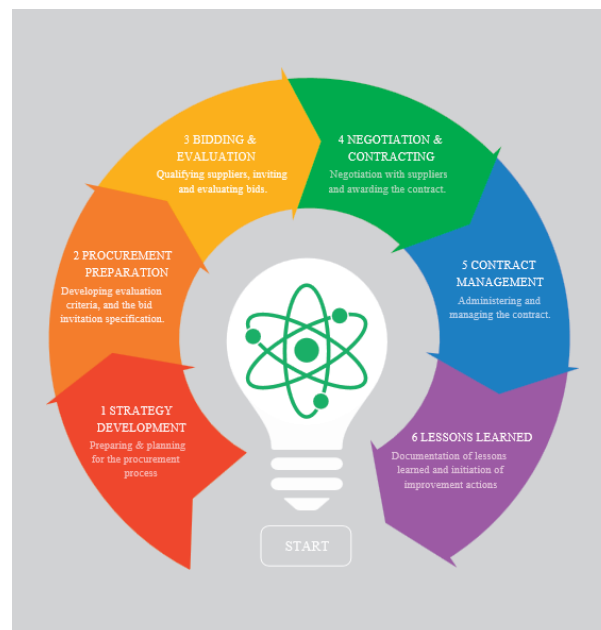 3 BIDDING &
EVALUATION
Qualifying suppliers, inviting
and evaluating bids.
4 NEGOTIATION &
CONTRACTING
Negotiation with suppliers
and awarding the contract.
2 PROCUREMENT
PREPARATION
Developing evaluation
criteria, and the bid
invitation specification.
5 CONTRACT
MANAGEMENT
Administering and
managing the contract.
1 STRATEGY
DEVELOPMENT
Preparing & planning
for the procurement
process
6 LESSONS LEARNED
Documentation of lessons
learned and initiation of
improvement actions
START